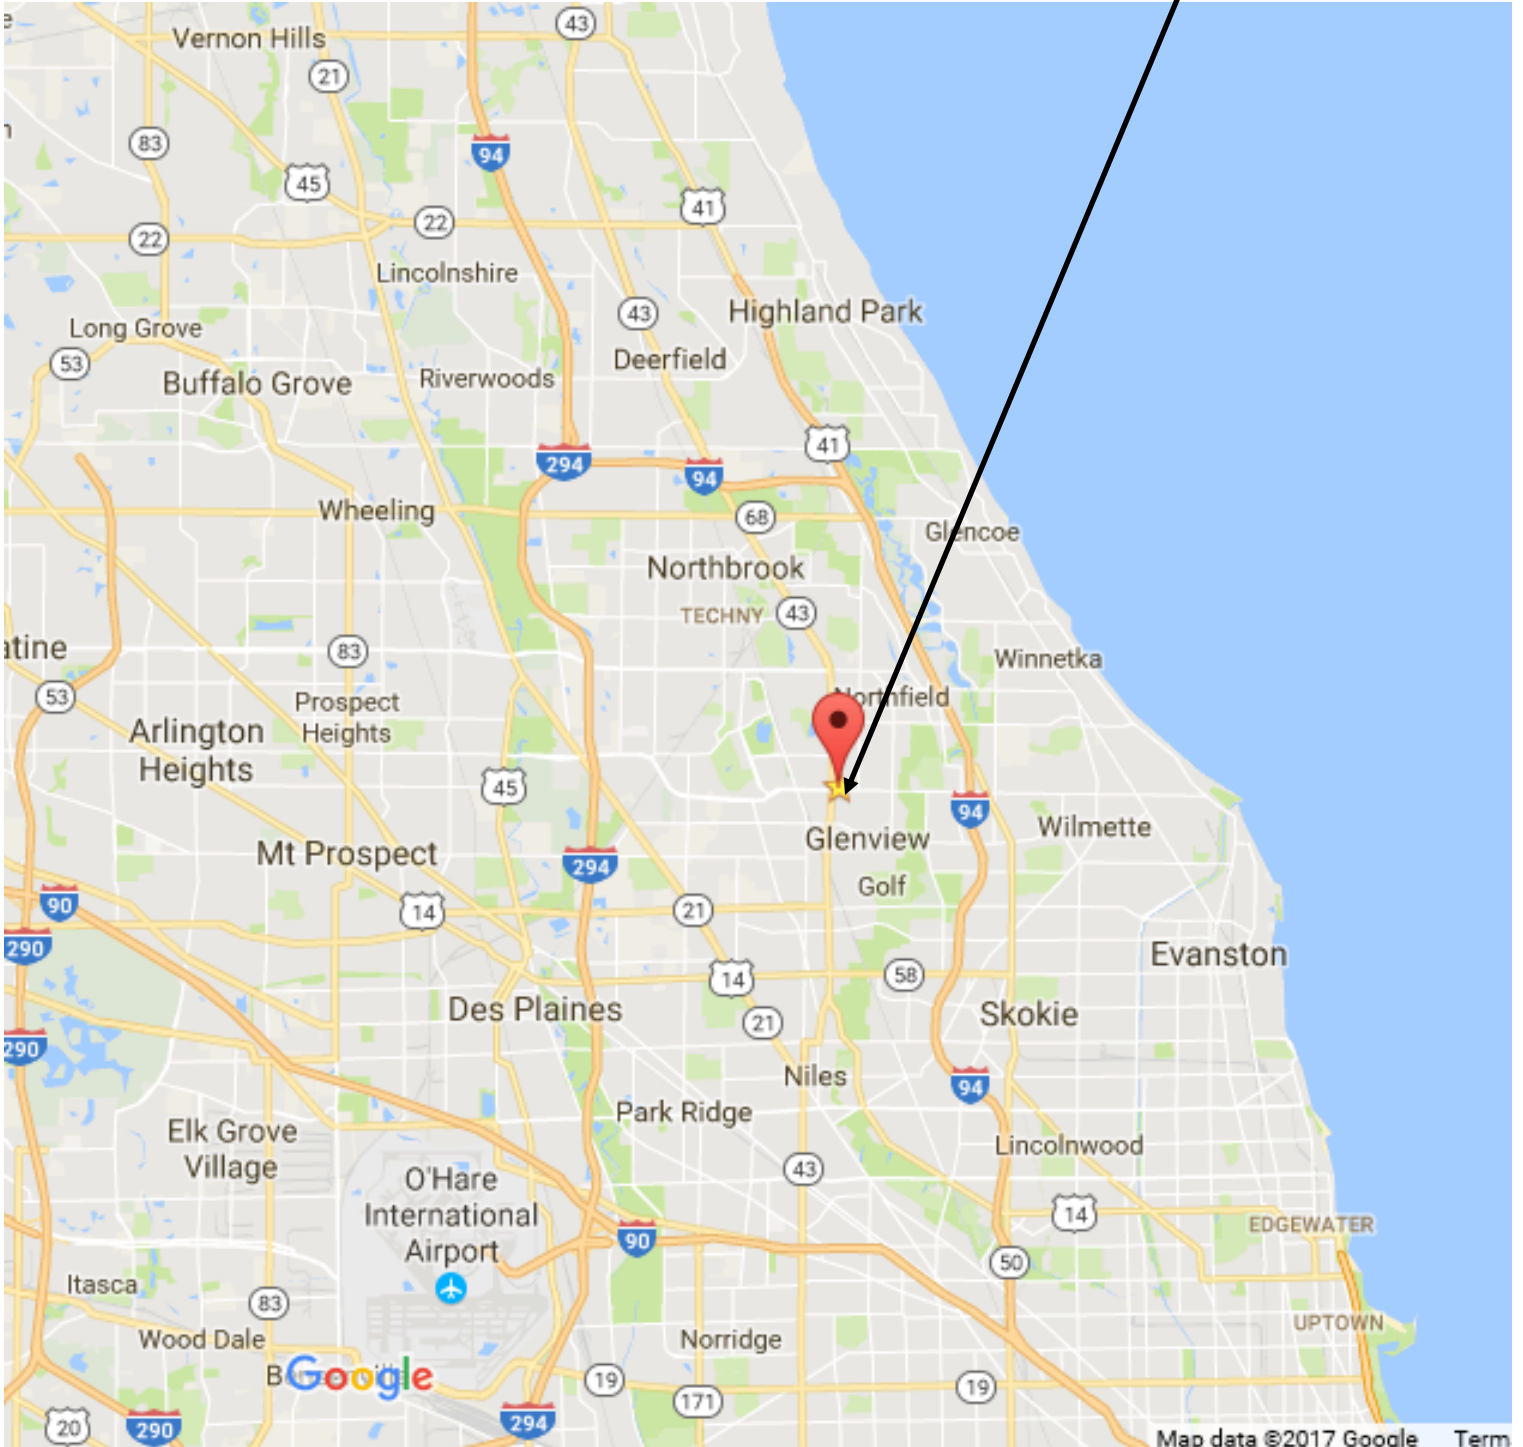 43
Vernon Hills
21
83
94
45
41
22
22
Lincolnshire
Highland Park
43
Long Grove
53
Deerfield
Buffalo Grove
Riverwoods
41
294
94
Wheeling
68
Glencoe
Northbrook
TECHNY
43
atine
83
Winnetka
53
Prospect
Heights
Northfield
Arlington
Heights
45
94
Wilmette
Glenview
Mt Prospect
294
Golf
90
14
21
290
Evanston
14
58
Des Plaines
Skokie
21
290
Niles
94
Park Ridge
Elk Grove
Village
Lincolnwood
43
O'Hare
International
Airport
14
EDGEWATER
90
50
Itasca
83
UPTOWN
Wood Dale
Norridge
Google
19
19
171
20
290
294
Map data ©2017 Google
Term